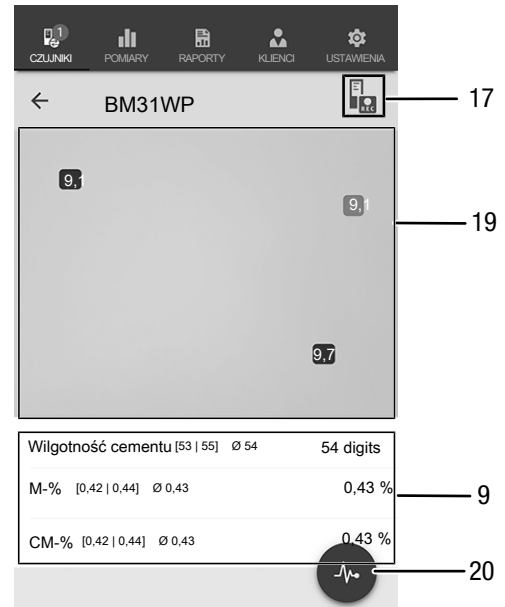 1
CZUJNIKI POMIARY RAPORTY KLIENCI USTAWIENIA
BM31WP
REC
17
9,1
9,1
19
9,7
Wilgotność cementu [53 | 55] Ø 54 54 digits
M-% [0,42 | 0,44] Ø 0,43 0,43 %
9
CM-% [0,42 | 0,44] Ø 0,43 0,43 %
20